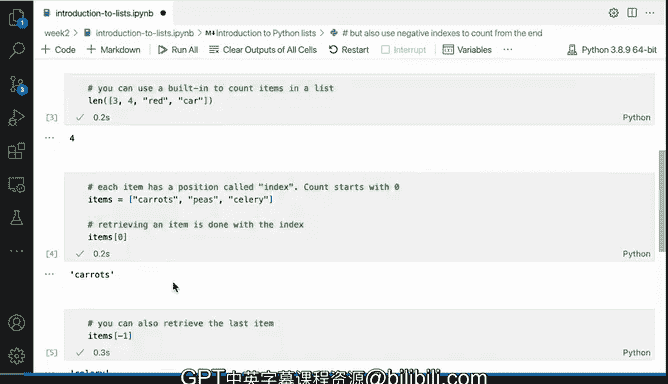 introduction-to-lists.ipynb
week2 > introduction-to-lists.ipynb > Introduction to Python lists > # but also use negative indexes to count from the end
+ Code + Markdown Run All Clear Outputs of All Cells Restart Interrupt Variables ... Python 3.8.9 64-bit
1
3
# you can use a built-in to count items in a list
len([3, 4, "red", "car"])
[3] 0.2s Python
4
# each item has a position called "index". Count starts with 0
items = ["carrots", "peas", "celery"]
# retrieving an item is done with the index
items[0]
[4] 0.2s Python
'carrots'
# you can also retrieve the last item
items[-1]
[5] 0.3s Python
'celery'
GPT中英字幕课程资源@bilibili.com